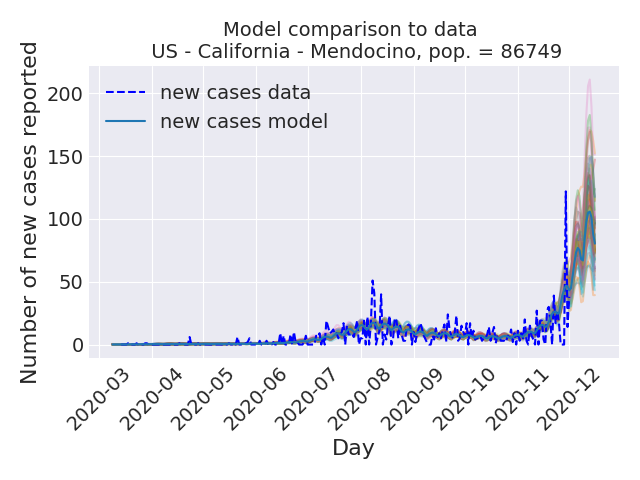 Model comparison to data
US - California - Mendocino, pop. = 86749
Number of new cases reported
200
150
100
50
0
new cases data
new cases model
2020-03
2020-04
2020-05
2020-06
2020-07
2020-08
2020-09
2020-10
2020-11
2020-12
Day